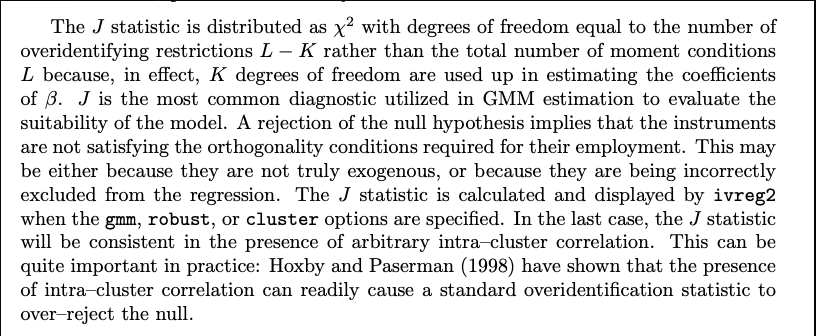 The J statistic is distributed as χ² with degrees of freedom equal to the number of
overidentifying restrictions L − K rather than the total number of moment conditions
L because, in effect, K degrees of freedom are used up in estimating the coefficients
of β. J is the most common diagnostic utilized in GMM estimation to evaluate the
suitability of the model. A rejection of the null hypothesis implies that the instruments
are not satisfying the orthogonality conditions required for their employment. This may
be either because they are not truly exogenous, or because they are being incorrectly
excluded from the regression. The J statistic is calculated and displayed by ivreg2
when the gmm, robust, or cluster options are specified. In the last case, the J statistic
will be consistent in the presence of arbitrary intra–cluster correlation. This can be
quite important in practice: Hoxby and Paserman (1998) have shown that the presence
of intra–cluster correlation can readily cause a standard overidentification statistic to
over–reject the null.